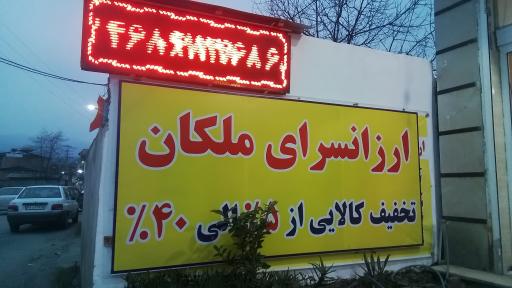 ارزانسرای ملکان
تخفیف کالایی از ۵٪ الی ۴۰٪